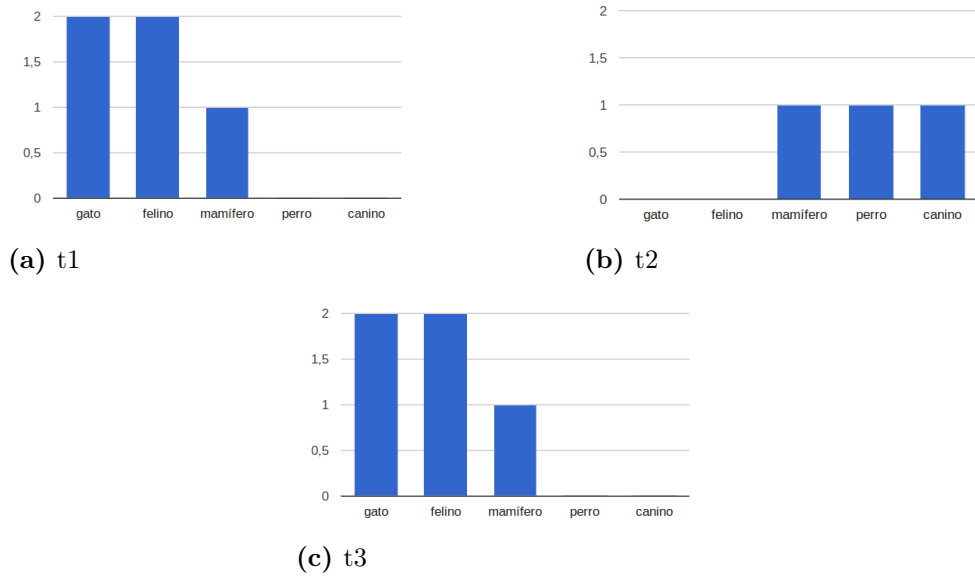 2
1,5
1
0,5
0
gato felino mamífero perro canino
(a) t1
2
1,5
1
0,5
0
gato felino mamífero perro canino
(b) t2
2
1,5
1
0,5
0
gato felino mamífero perro canino
(c) t3